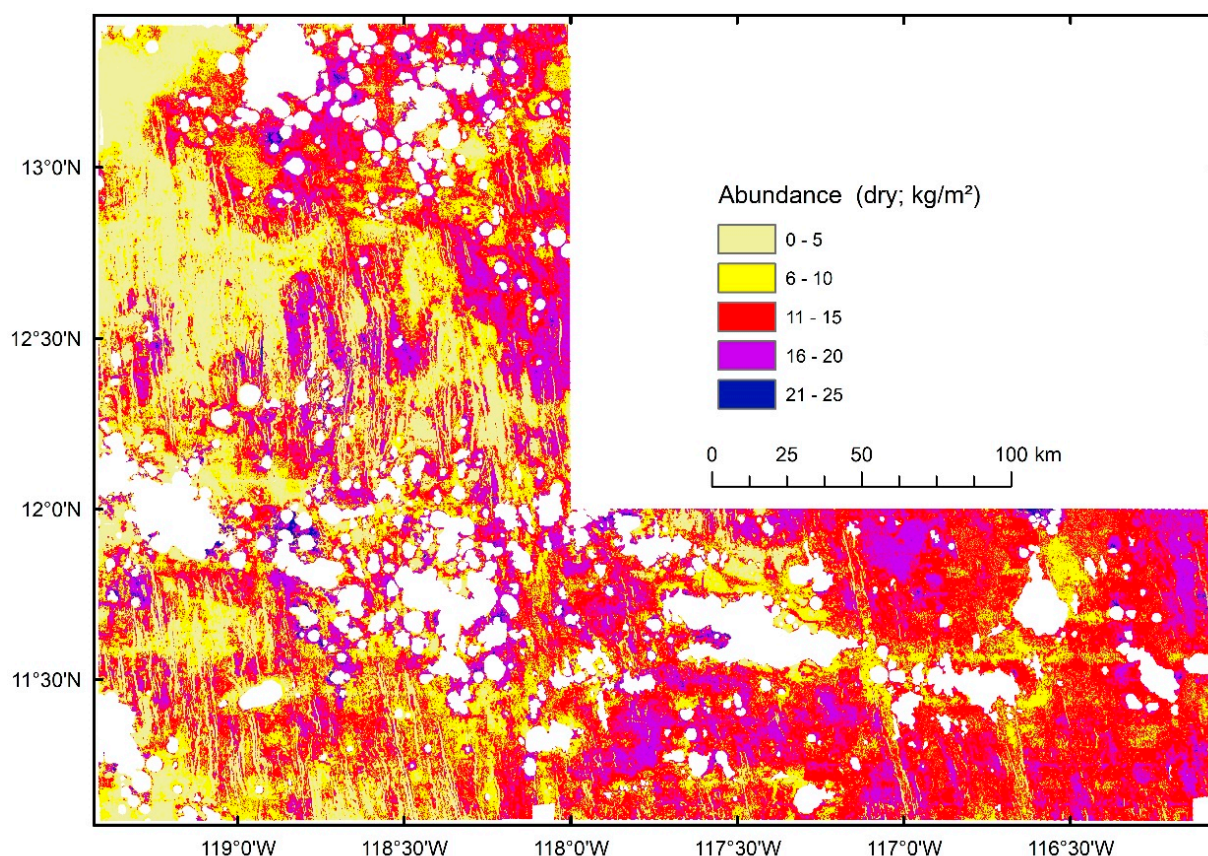 13°0'N
12°30'N
12°0'N
11°30'N
Abundance (dry; kg/m²)
0 - 5
6 - 10
11 - 15
16 - 20
21 - 25
0 25 50 100 km
119°0'W 118°30'W 118°0'W 117°30'W 117°0'W 116°30'W